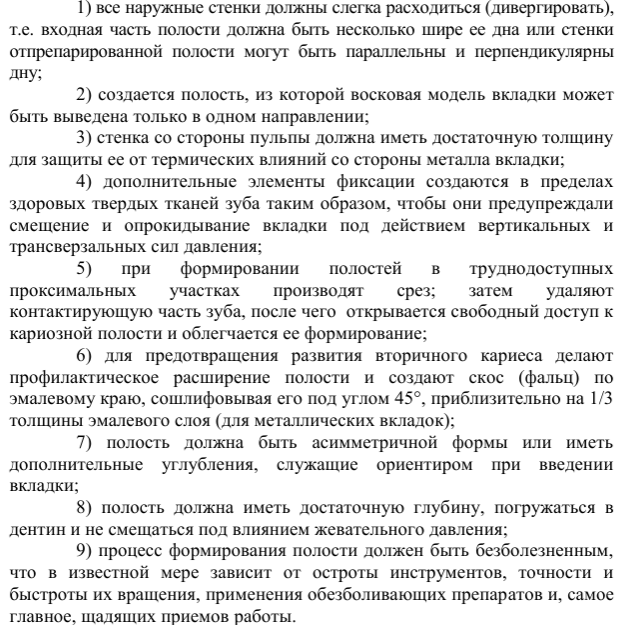 1) все наружные стенки должны слегка расходиться (дивергировать),
т.е. входная часть полости должна быть несколько шире ее дна или стенки
отпрепарированной полости могут быть параллельны и перпендикулярны
дну;
2) создается полость, из которой восковая модель вкладки может
быть выведена только в одном направлении;
3) стенка со стороны пульпы должна иметь достаточную толщину
для защиты ее от термических влияний со стороны металла вкладки;
4) дополнительные элементы фиксации создаются в пределах
здоровых твердых тканей зуба таким образом, чтобы они предупреждали
смещение и опрокидывание вкладки под действием вертикальных и
трансверзальных сил давления;
5) при формировании полостей в труднодоступных
проксимальных участках производят срез; затем удаляют
контактирующую часть зуба, после чего открывается свободный доступ к
кариозной полости и облегчается ее формирование;
6) для предотвращения развития вторичного кариеса делают
профилактическое расширение полости и создают скос (фальц) по
эмалевому краю, сошлифовывая его под углом 45°, приблизительно на 1/3
толщины эмалевого слоя (для металлических вкладок);
7) полость должна быть асимметричной формы или иметь
дополнительные углубления, служащие ориентиром при введении
вкладки;
8) полость должна иметь достаточную глубину, погружаться в
дентин и не смещаться под влиянием жевательного давления;
9) процесс формирования полости должен быть безболезненным,
что в известной мере зависит от остроты инструментов, точности и
быстроты их вращения, применения обезболивающих препаратов и, самое
главное, щадящих приемов работы.